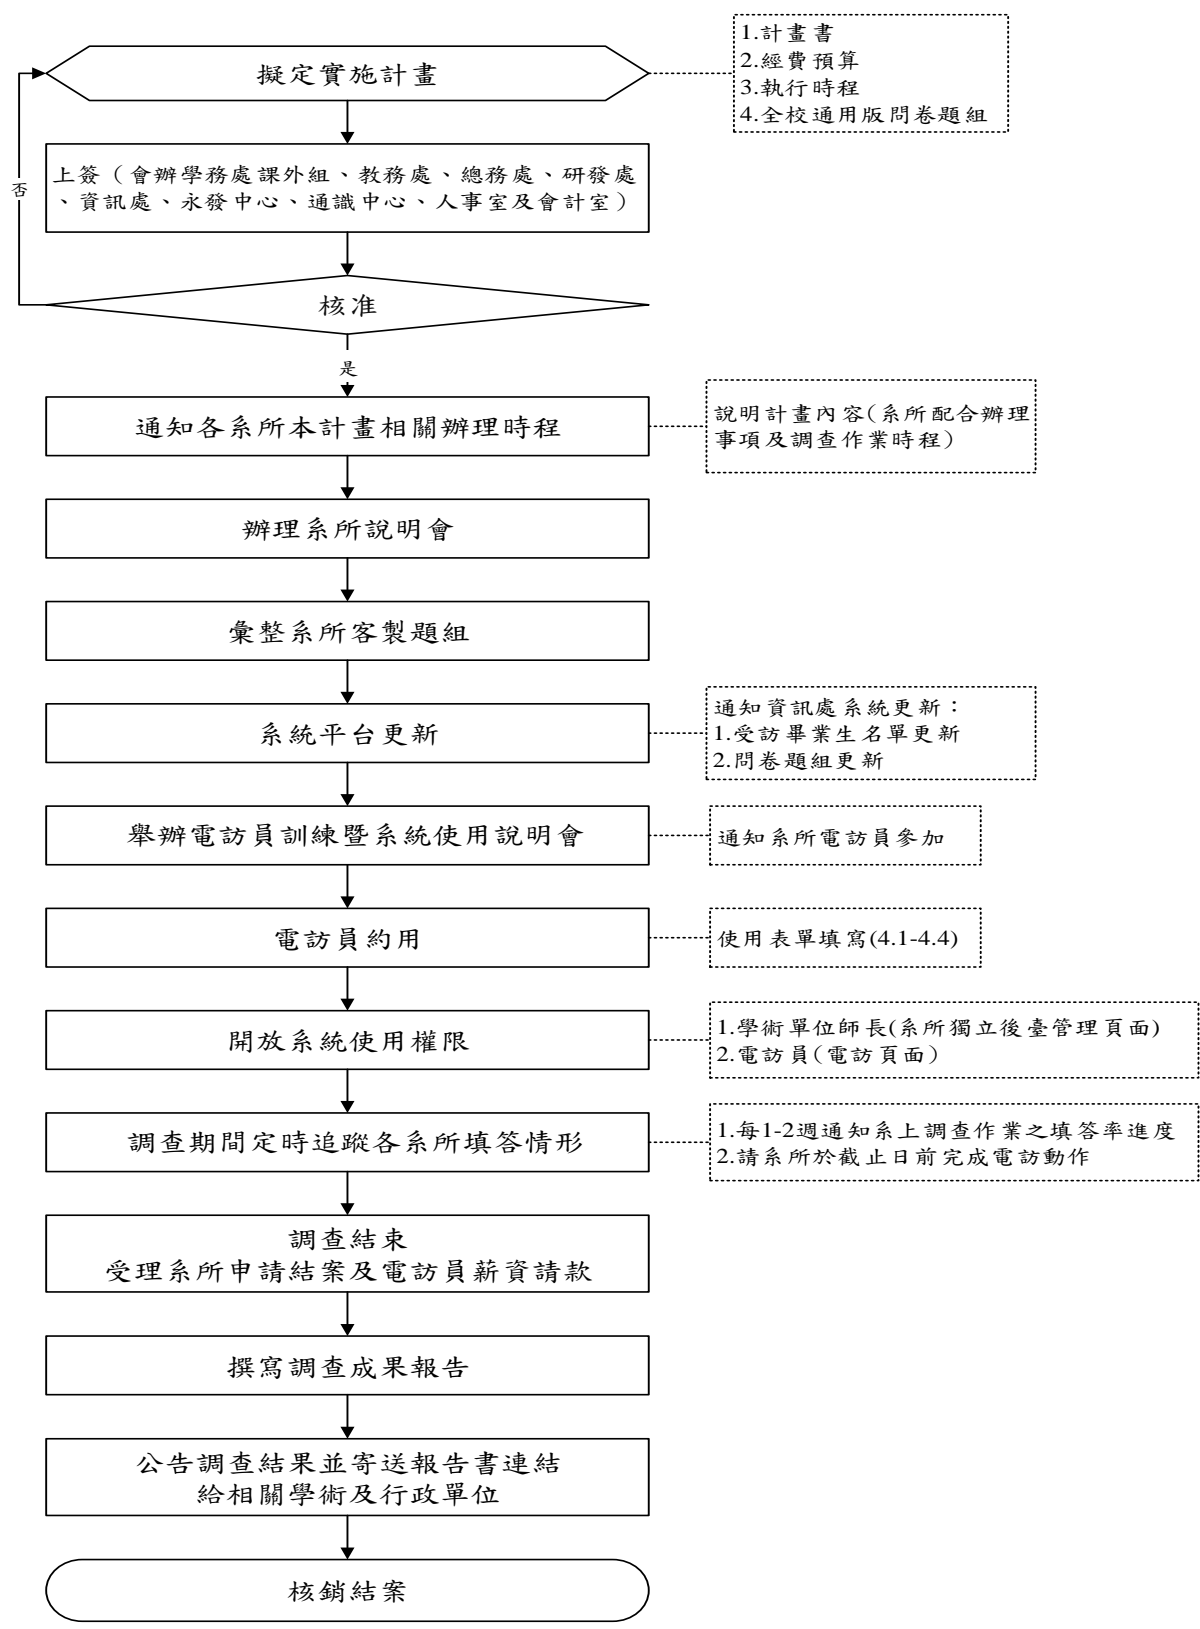 擬定實施計畫
1.計畫書
2.經費預算
3.執行時程
4.全校通用版問卷題組
上簽（會辦學務處課外組、教務處、總務處、研發處
、資訊處、永發中心、通識中心、人事室及會計室）
否
核准
是
通知各系所本計畫相關辦理時程
說明計畫內容(系所配合辦理
事項及調查作業時程)
辦理系所說明會
彙整系所客製題組
系統平台更新
通知資訊處系統更新：
1.受訪畢業生名單更新
2.問卷題組更新
舉辦電訪員訓練暨系統使用說明會
通知系所電訪員參加
電訪員約用
使用表單填寫(4.1-4.4)
開放系統使用權限
1.學術單位師長(系所獨立後臺管理頁面)
2.電訪員(電訪頁面)
調查期間定時追蹤各系所填答情形
1.每1-2週通知系上調查作業之填答率進度
2.請系所於截止日前完成電訪動作
調查結束
受理系所申請結案及電訪員薪資請款
撰寫調查成果報告
公告調查結果並寄送報告書連結
給相關學術及行政單位
核銷結案